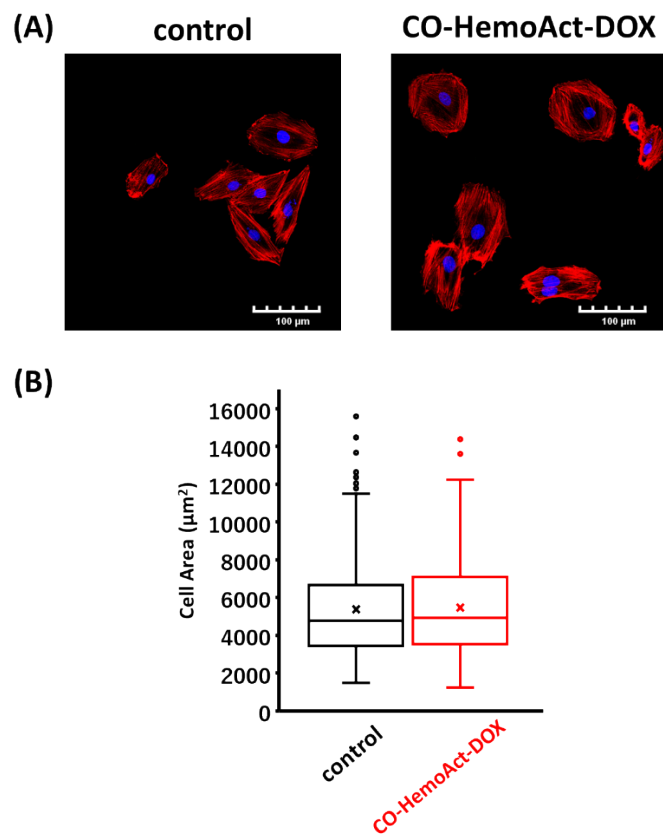 (A)
control
CO-HemoAct-DOX
100 μm
100 μm
(B)
Cell Area (μm²)
16000
14000
12000
10000
8000
6000
4000
2000
0
control
CO-HemoAct-DOX